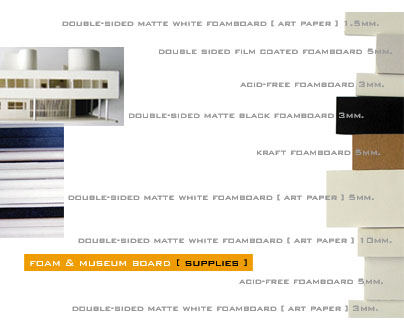 DOUBLE-SIDED MATTE WHITE FOAMBOARD [ ART PAPER ] 1.5MM.
DOUBLE SIDED FILM COATED FOAMBOARD 5MM.
ACID-FREE FOAMBOARD 3MM.
DOUBLE-SIDED MATTE BLACK FOAMBOARD 3MM.
KRAFT FOAMBOARD 5MM.
DOUBLE-SIDED MATTE WHITE FOAMBOARD [ ART PAPER ] 5MM.
DOUBLE-SIDED MATTE WHITE FOAMBOARD [ ART PAPER ] 10MM.
FOAM & MUSEUM BOARD [ SUPPLIES ]
ACID-FREE FOAMBOARD 5MM.
DOUBLE-SIDED MATTE WHITE FOAMBOARD [ ART PAPER ] 3MM.